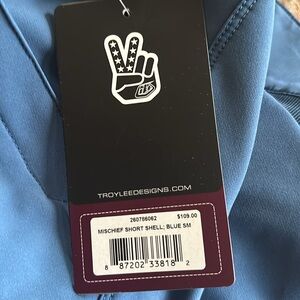 TROYLEEDESIGNS.COM
260786062 $109.00
MISCHIEF SHORT SHELL; BLUE SM
8 87202 33818 2